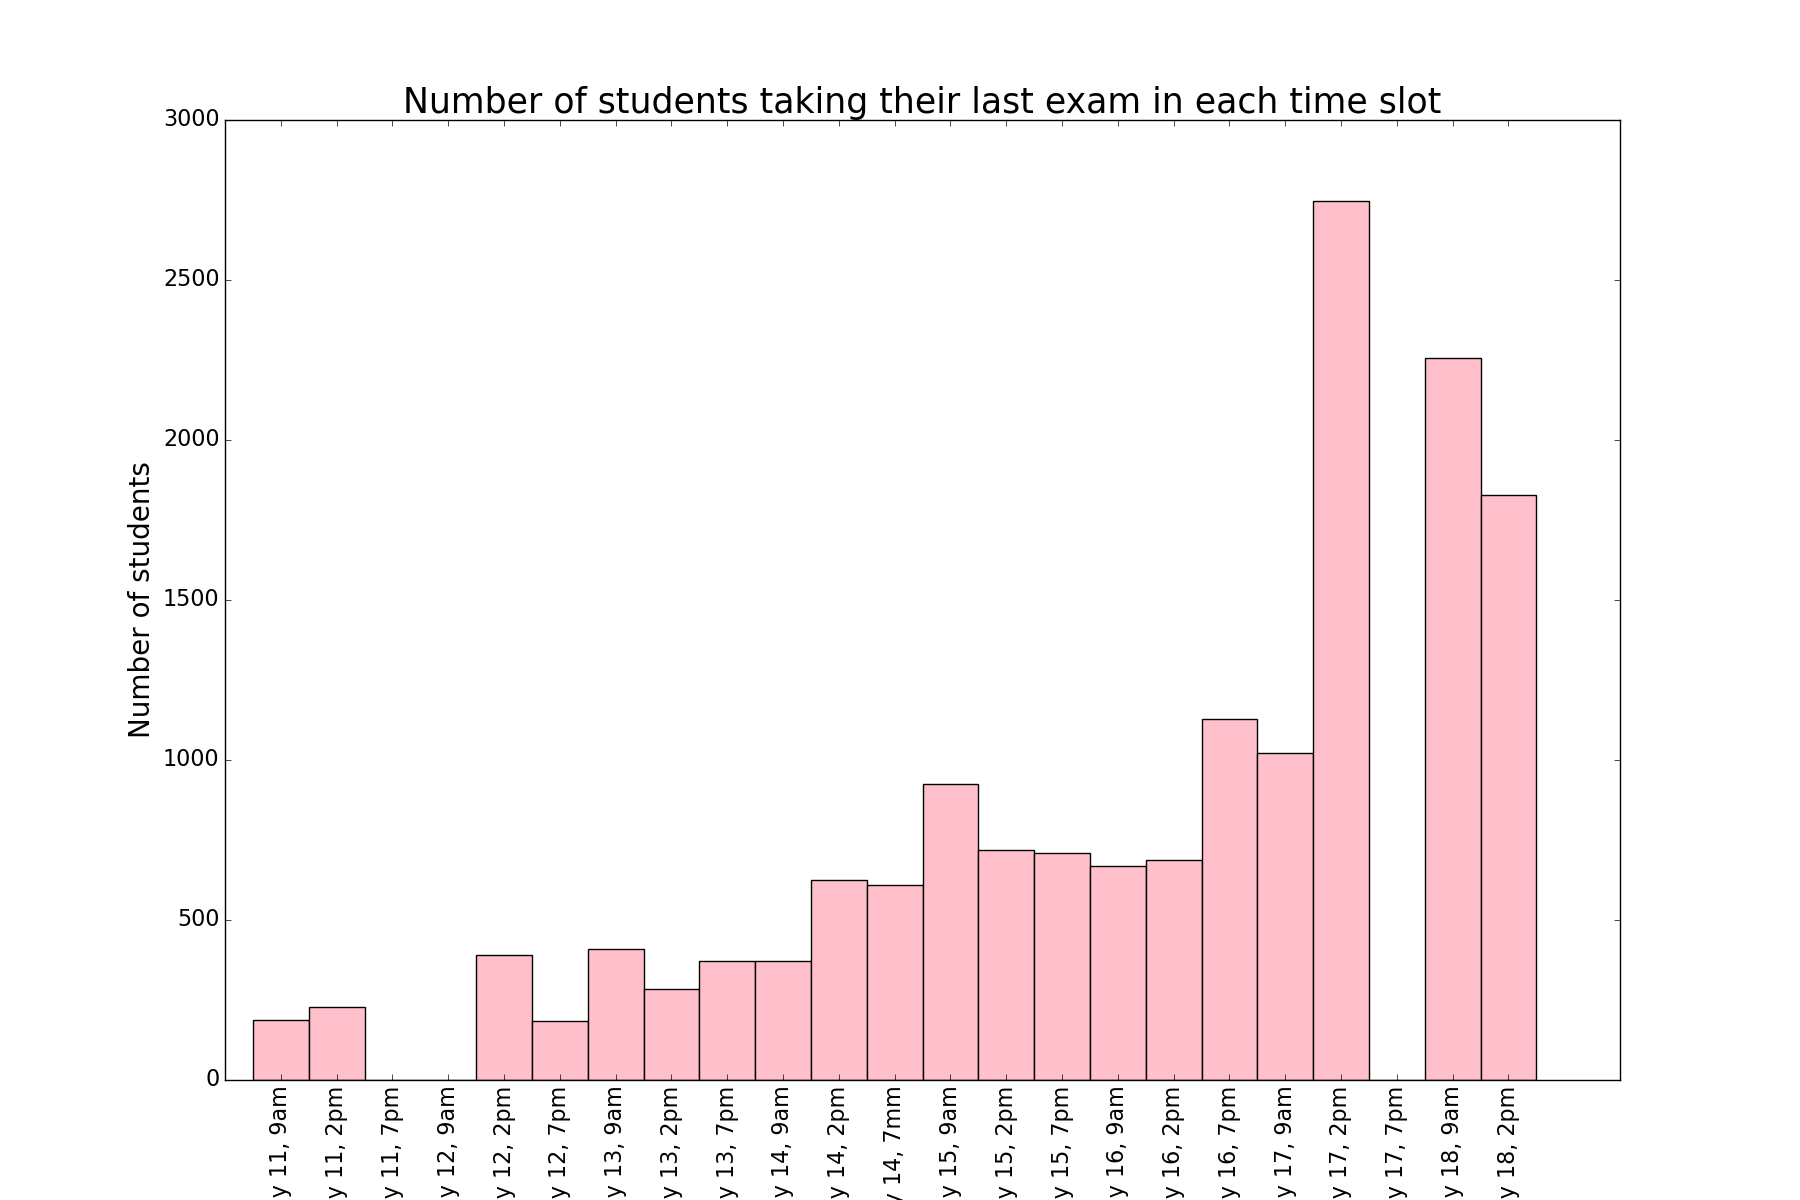 Number of students taking their last exam in each time slot
3000
2500
2000
1500
1000
500
0
Number of students
y 11, 9am
y 11, 2pm
y 11, 7pm
y 12, 9am
y 12, 2pm
y 12, 7pm
y 13, 9am
y 13, 2pm
y 13, 7pm
y 14, 9am
y 14, 2pm
y 14, 7mm
y 15, 9am
y 15, 2pm
y 15, 7pm
y 16, 9am
y 16, 2pm
y 16, 7pm
y 17, 9am
y 17, 2pm
y 17, 7pm
y 18, 9am
y 18, 2pm